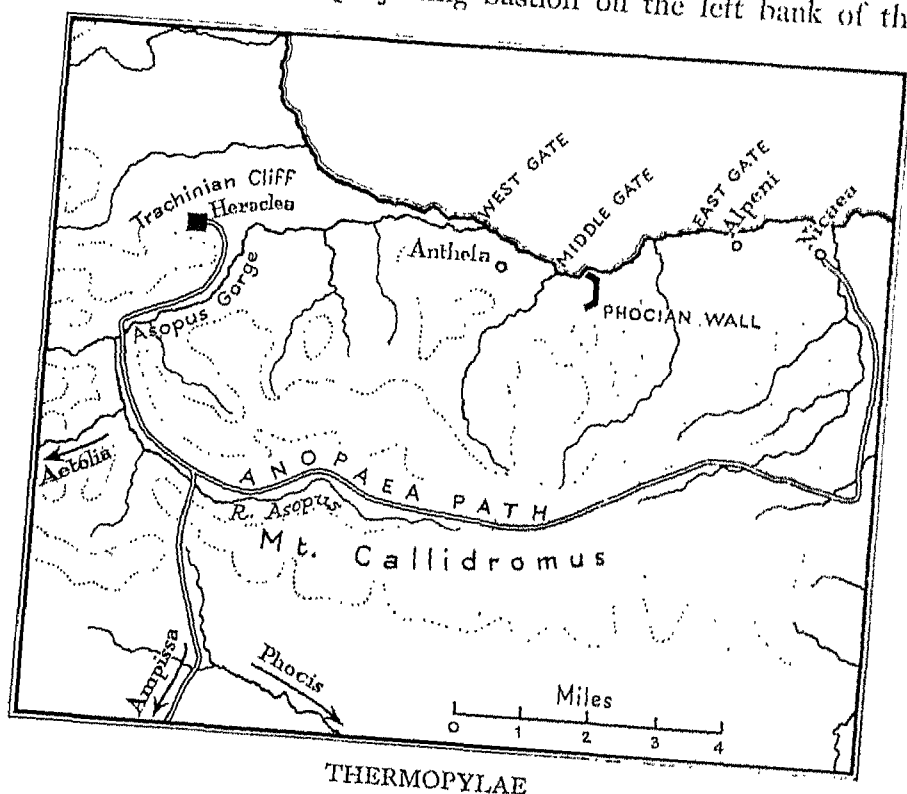 bastion on the left bank of th
WEST GATE
MIDDLE GATE
EAST GATE
Alpeni
Nicaea
Trachinian Cliff
Heraclea
Anthela
PHOCIAN WALL
Asopus Gorge
Aetolia
ANOPAEA PATH
R. Asopus
Mt. Callidromus
Ampissa
Phocis
Miles
0 1 2 3 4
THERMOPYLAE